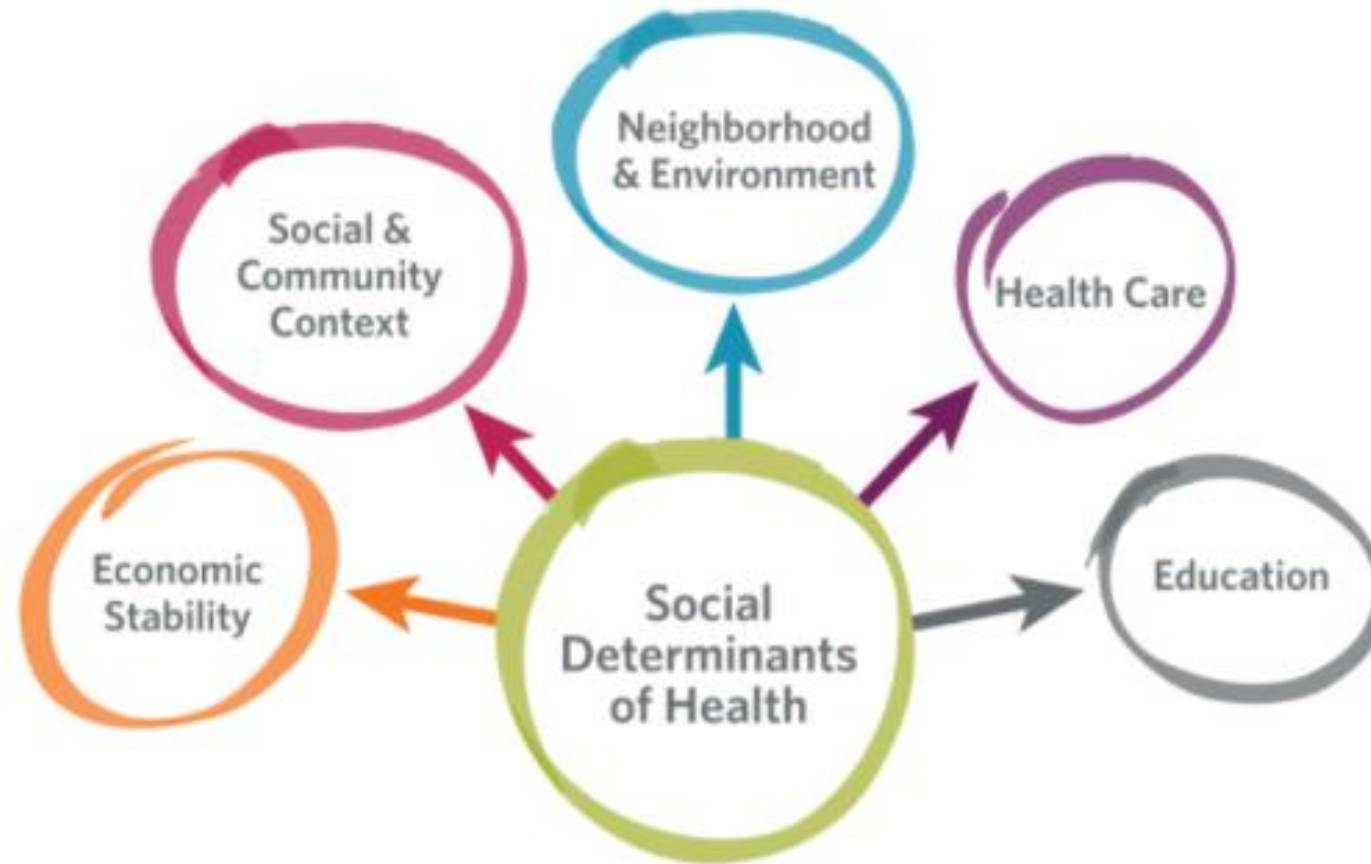 Neighborhood
& Environment
Social &
Community
Context
Health Care
Economic
Stability
Social
Determinants
of Health
Education